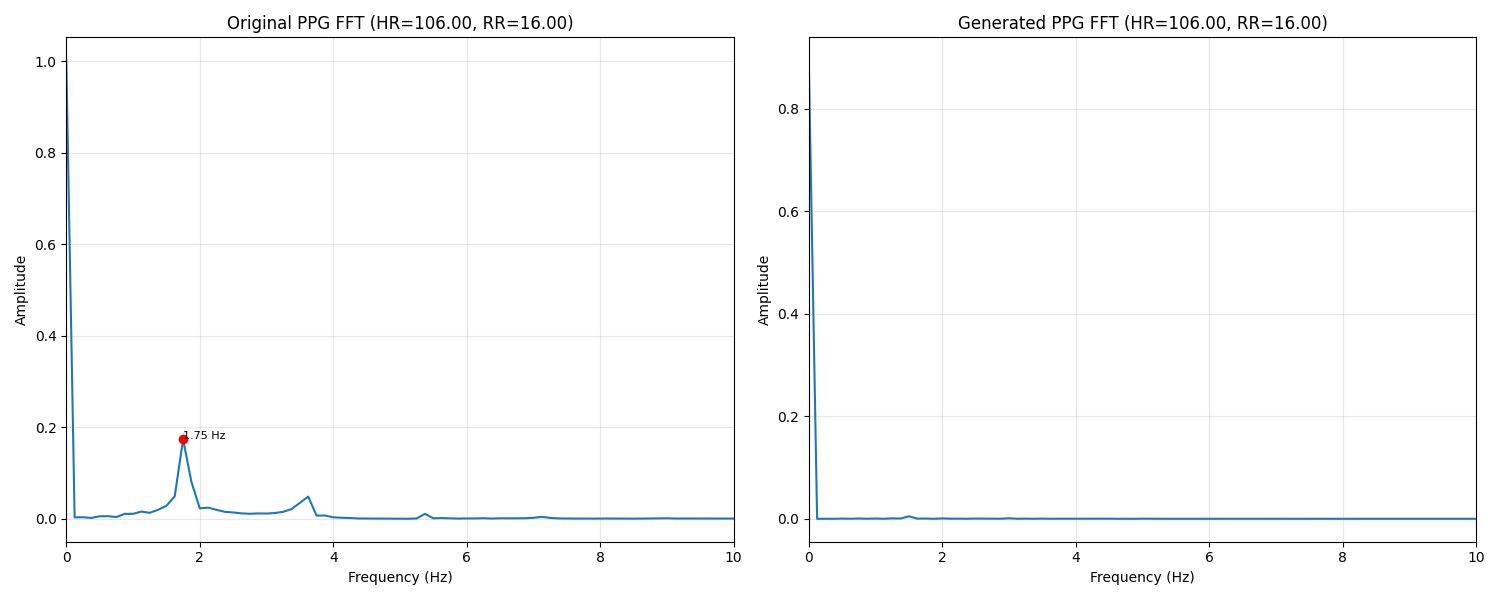 Original PPG FFT (HR=106.00, RR=16.00)
1.0
0.8
0.6
0.4
0.2
0.0
Amplitude
1.75 Hz
0 2 4 6 8 10
Frequency (Hz)
Generated PPG FFT (HR=106.00, RR=16.00)
0.8
0.6
0.4
0.2
0.0
Amplitude
0 2 4 6 8 10
Frequency (Hz)